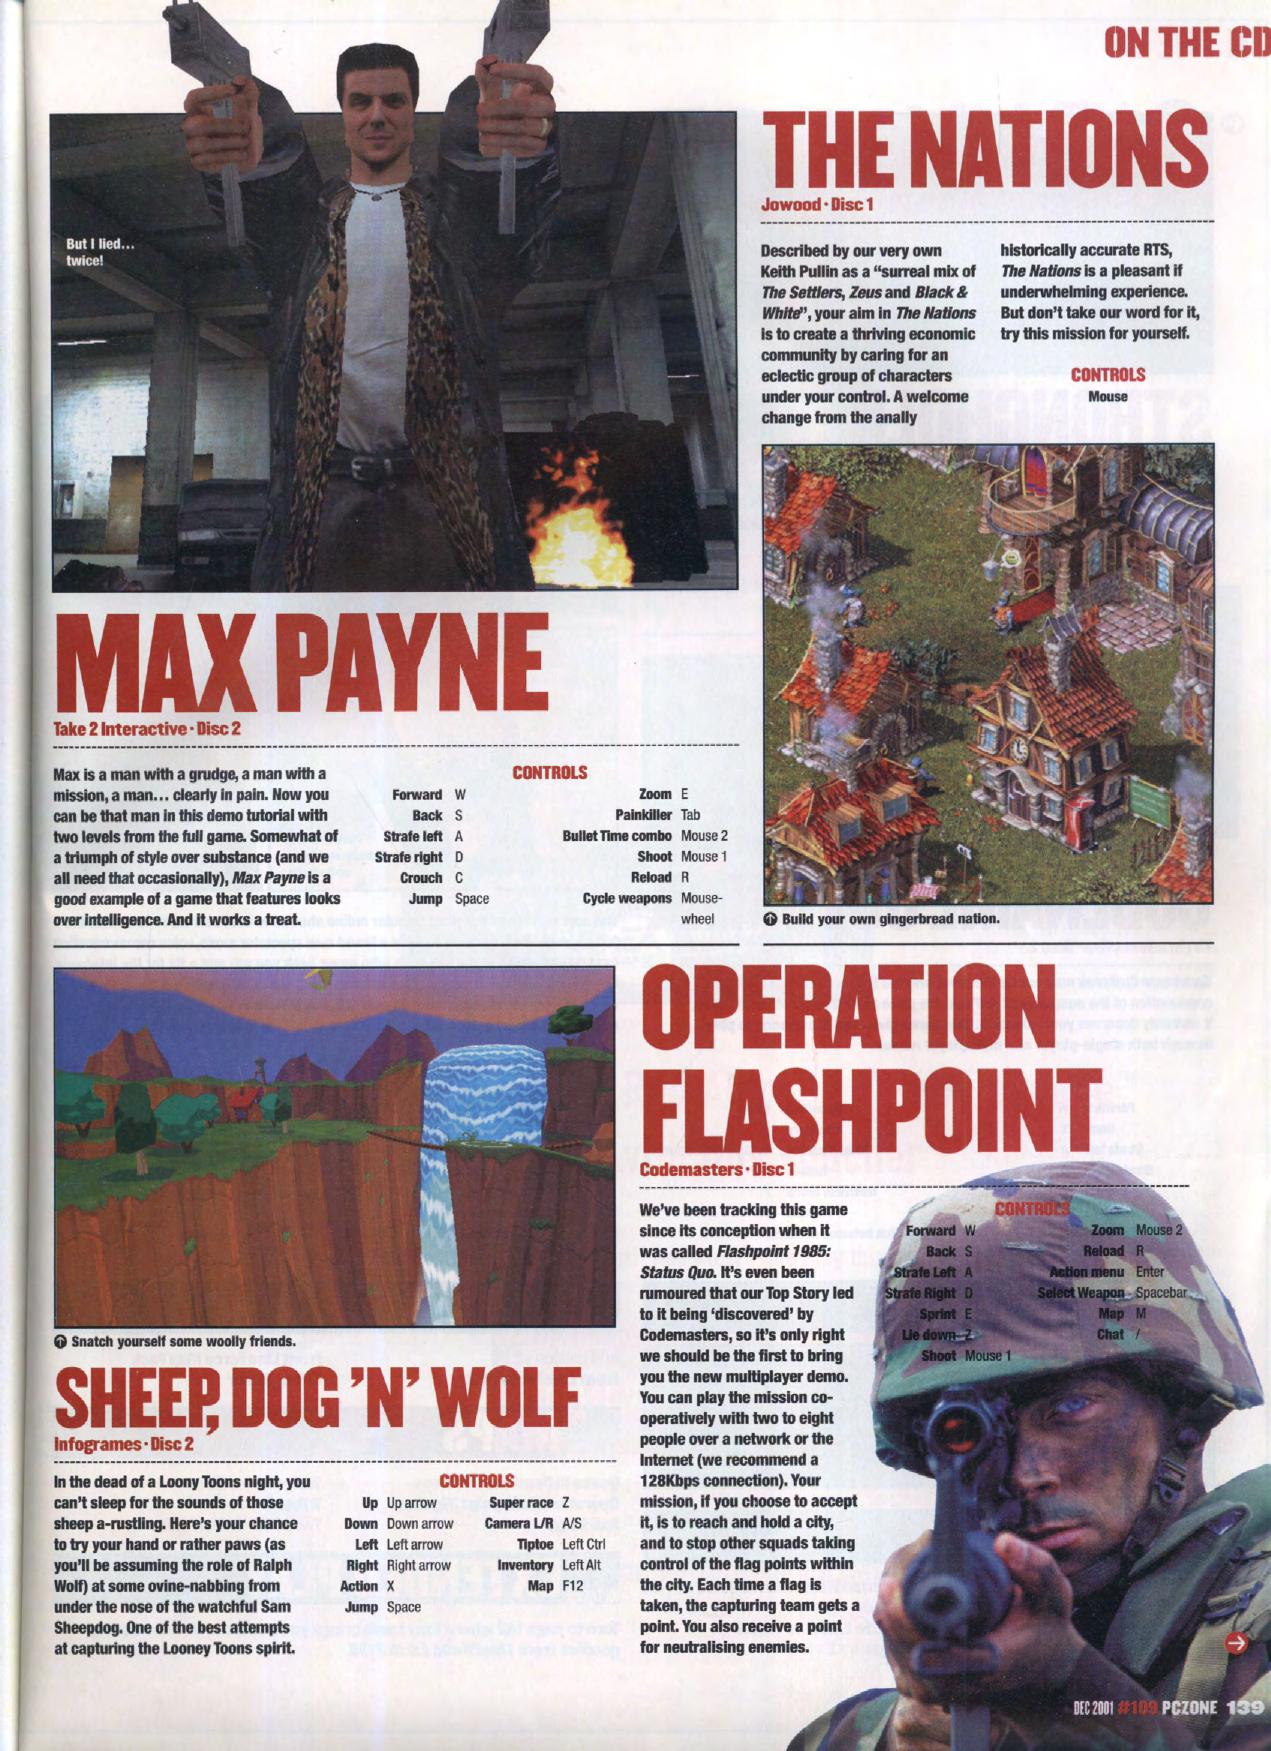 ON THE CD
But I lied...
twice!
MAX PAYNE
Take 2 Interactive · Disc 2
Max is a man with a grudge, a man with a
mission, a man... clearly in pain. Now you
can be that man in this demo tutorial with
two levels from the full game. Somewhat of
a triumph of style over substance (and we
all need that occasionally), Max Payne is a
good example of a game that features looks
over intelligence. And it works a treat.
CONTROLS
Forward W
Back S
Strafe left A
Strafe right D
Crouch C
Jump Space
Zoom E
Painkiller Tab
Bullet Time combo Mouse 2
Shoot Mouse 1
Reload R
Cycle weapons Mouse-
wheel
THE NATIONS
Jowood · Disc 1
Described by our very own
Keith Pullin as a “surreal mix of
The Settlers, Zeus and Black &
White”, your aim in The Nations
is to create a thriving economic
community by caring for an
eclectic group of characters
under your control. A welcome
change from the anally
historically accurate RTS,
The Nations is a pleasant if
underwhelming experience.
But don't take our word for it,
try this mission for yourself.
CONTROLS
Mouse
Build your own gingerbread nation.
Snatch yourself some woolly friends.
SHEEP, DOG 'N' WOLF
Infogrames · Disc 2
In the dead of a Loony Toons night, you
can't sleep for the sounds of those
sheep a-rustling. Here's your chance
to try your hand or rather paws (as
you'll be assuming the role of Ralph
Wolf) at some ovine-nabbing from
under the nose of the watchful Sam
Sheepdog. One of the best attempts
at capturing the Looney Toons spirit.
CONTROLS
Up Up arrow
Down Down arrow
Left Left arrow
Right Right arrow
Action X
Jump Space
Super race Z
Camera L/R A/S
Tiptoe Left Ctrl
Inventory Left Alt
Map F12
OPERATION
FLASHPOINT
Codemasters · Disc 1
We've been tracking this game
since its conception when it
was called Flashpoint 1985:
Status Quo. It's even been
rumoured that our Top Story led
to it being 'discovered' by
Codemasters, so it's only right
we should be the first to bring
you the new multiplayer demo.
You can play the mission co-
operatively with two to eight
people over a network or the
Internet (we recommend a
128Kbps connection). Your
mission, if you choose to accept
it, is to reach and hold a city,
and to stop other squads taking
control of the flag points within
the city. Each time a flag is
taken, the capturing team gets a
point. You also receive a point
for neutralising enemies.
CONTROLS
Forward W
Back S
Strafe Left A
Strafe Right D
Sprint E
Lie down Z
Shoot Mouse 1
Zoom Mouse 2
Reload R
Action menu Enter
Select Weapon Spacebar
Map M
Chat /
DEC 2001 #109 PCZONE 139